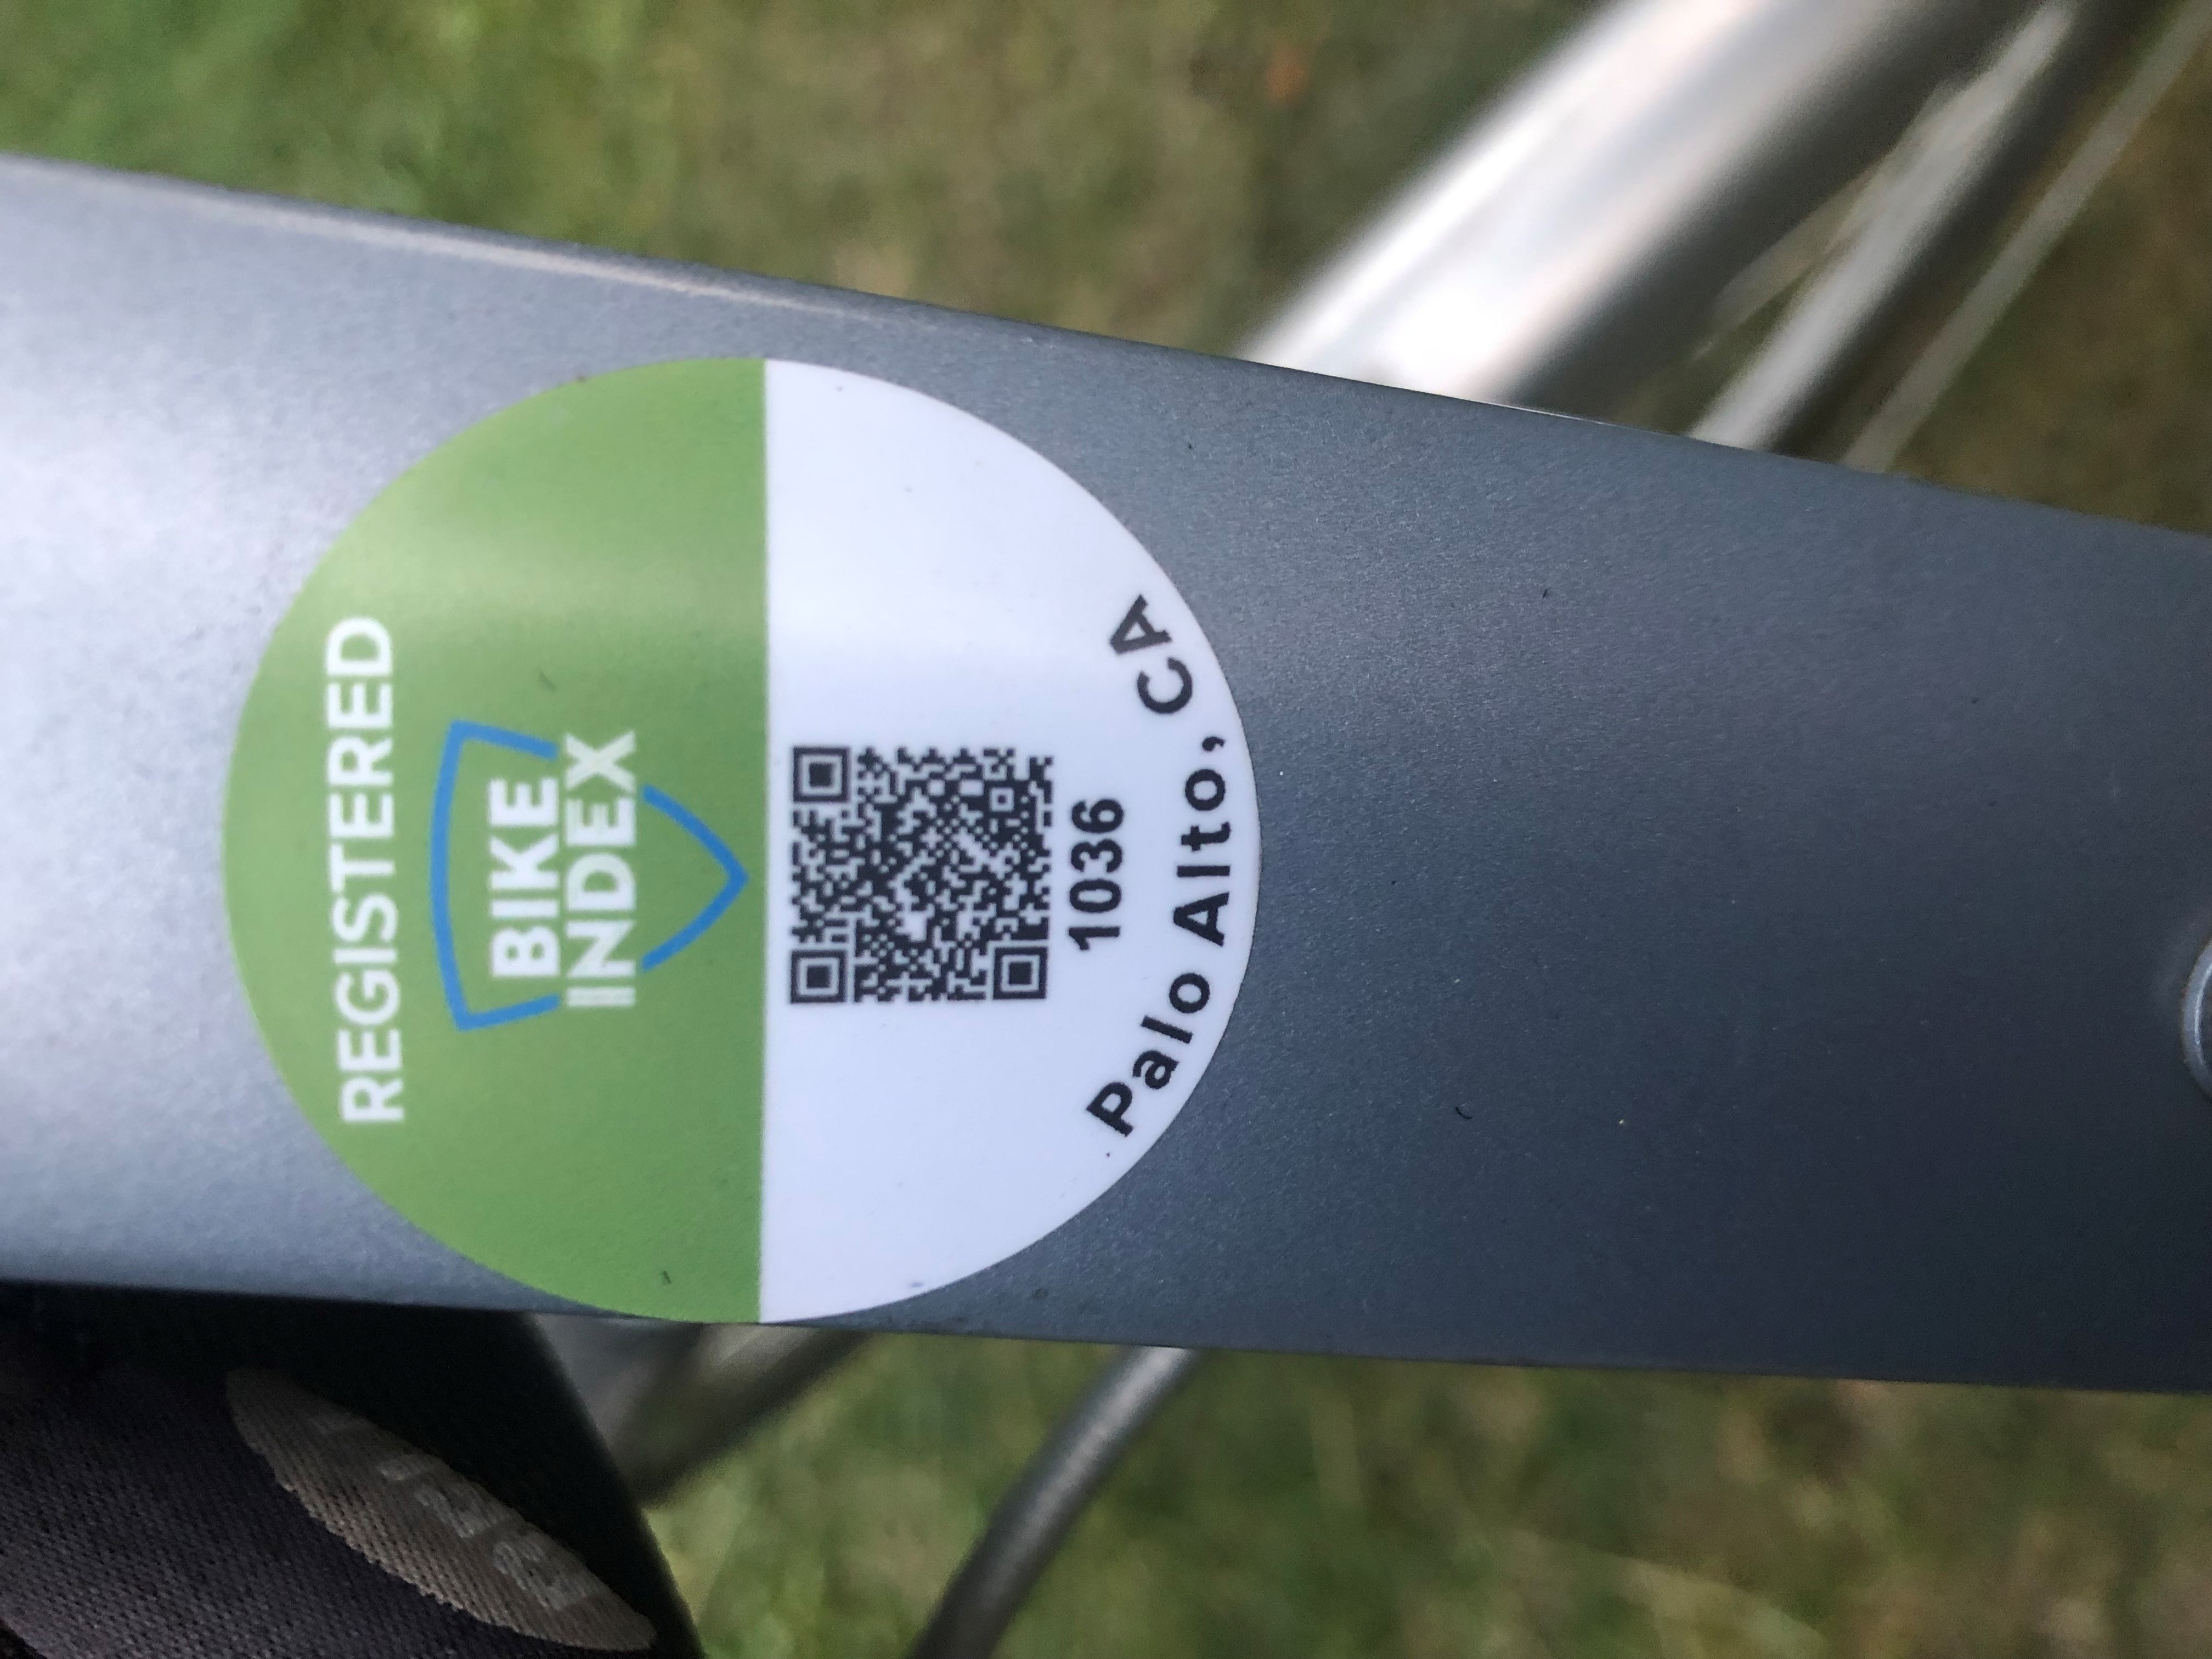 REGISTERED
BIKE
INDEX
1036
Palo Alto, CA